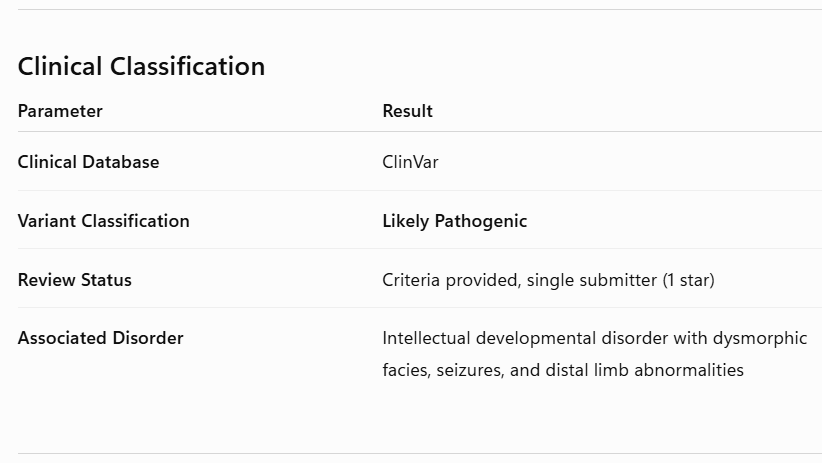 Clinical Classification
Parameter Result
Clinical Database ClinVar
Variant Classification Likely Pathogenic
Review Status Criteria provided, single submitter (1 star)
Associated Disorder Intellectual developmental disorder with dysmorphic
facies, seizures, and distal limb abnormalities